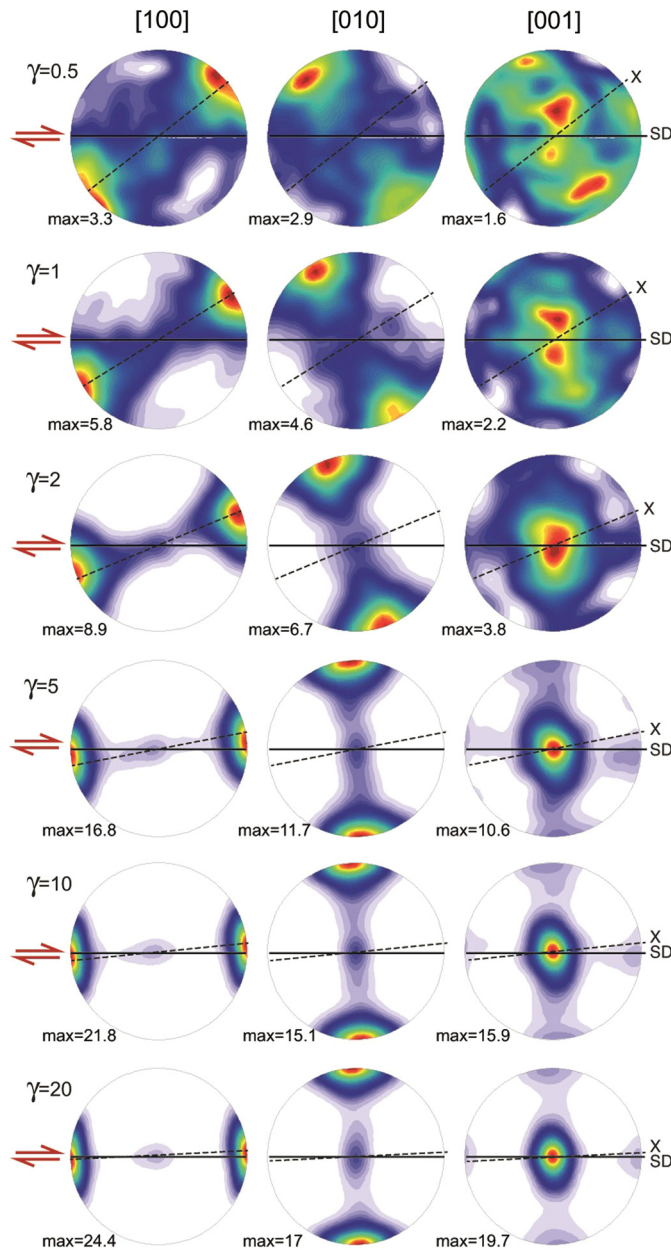 [100] [010] [001]
γ=0.5
X
SD
max=3.3 max=2.9 max=1.6
γ=1
X
SD
max=5.8 max=4.6 max=2.2
γ=2
X
SD
max=8.9 max=6.7 max=3.8
γ=5
X
SD
max=16.8 max=11.7 max=10.6
γ=10
X
SD
max=21.8 max=15.1 max=15.9
γ=20
X
SD
max=24.4 max=17 max=19.7